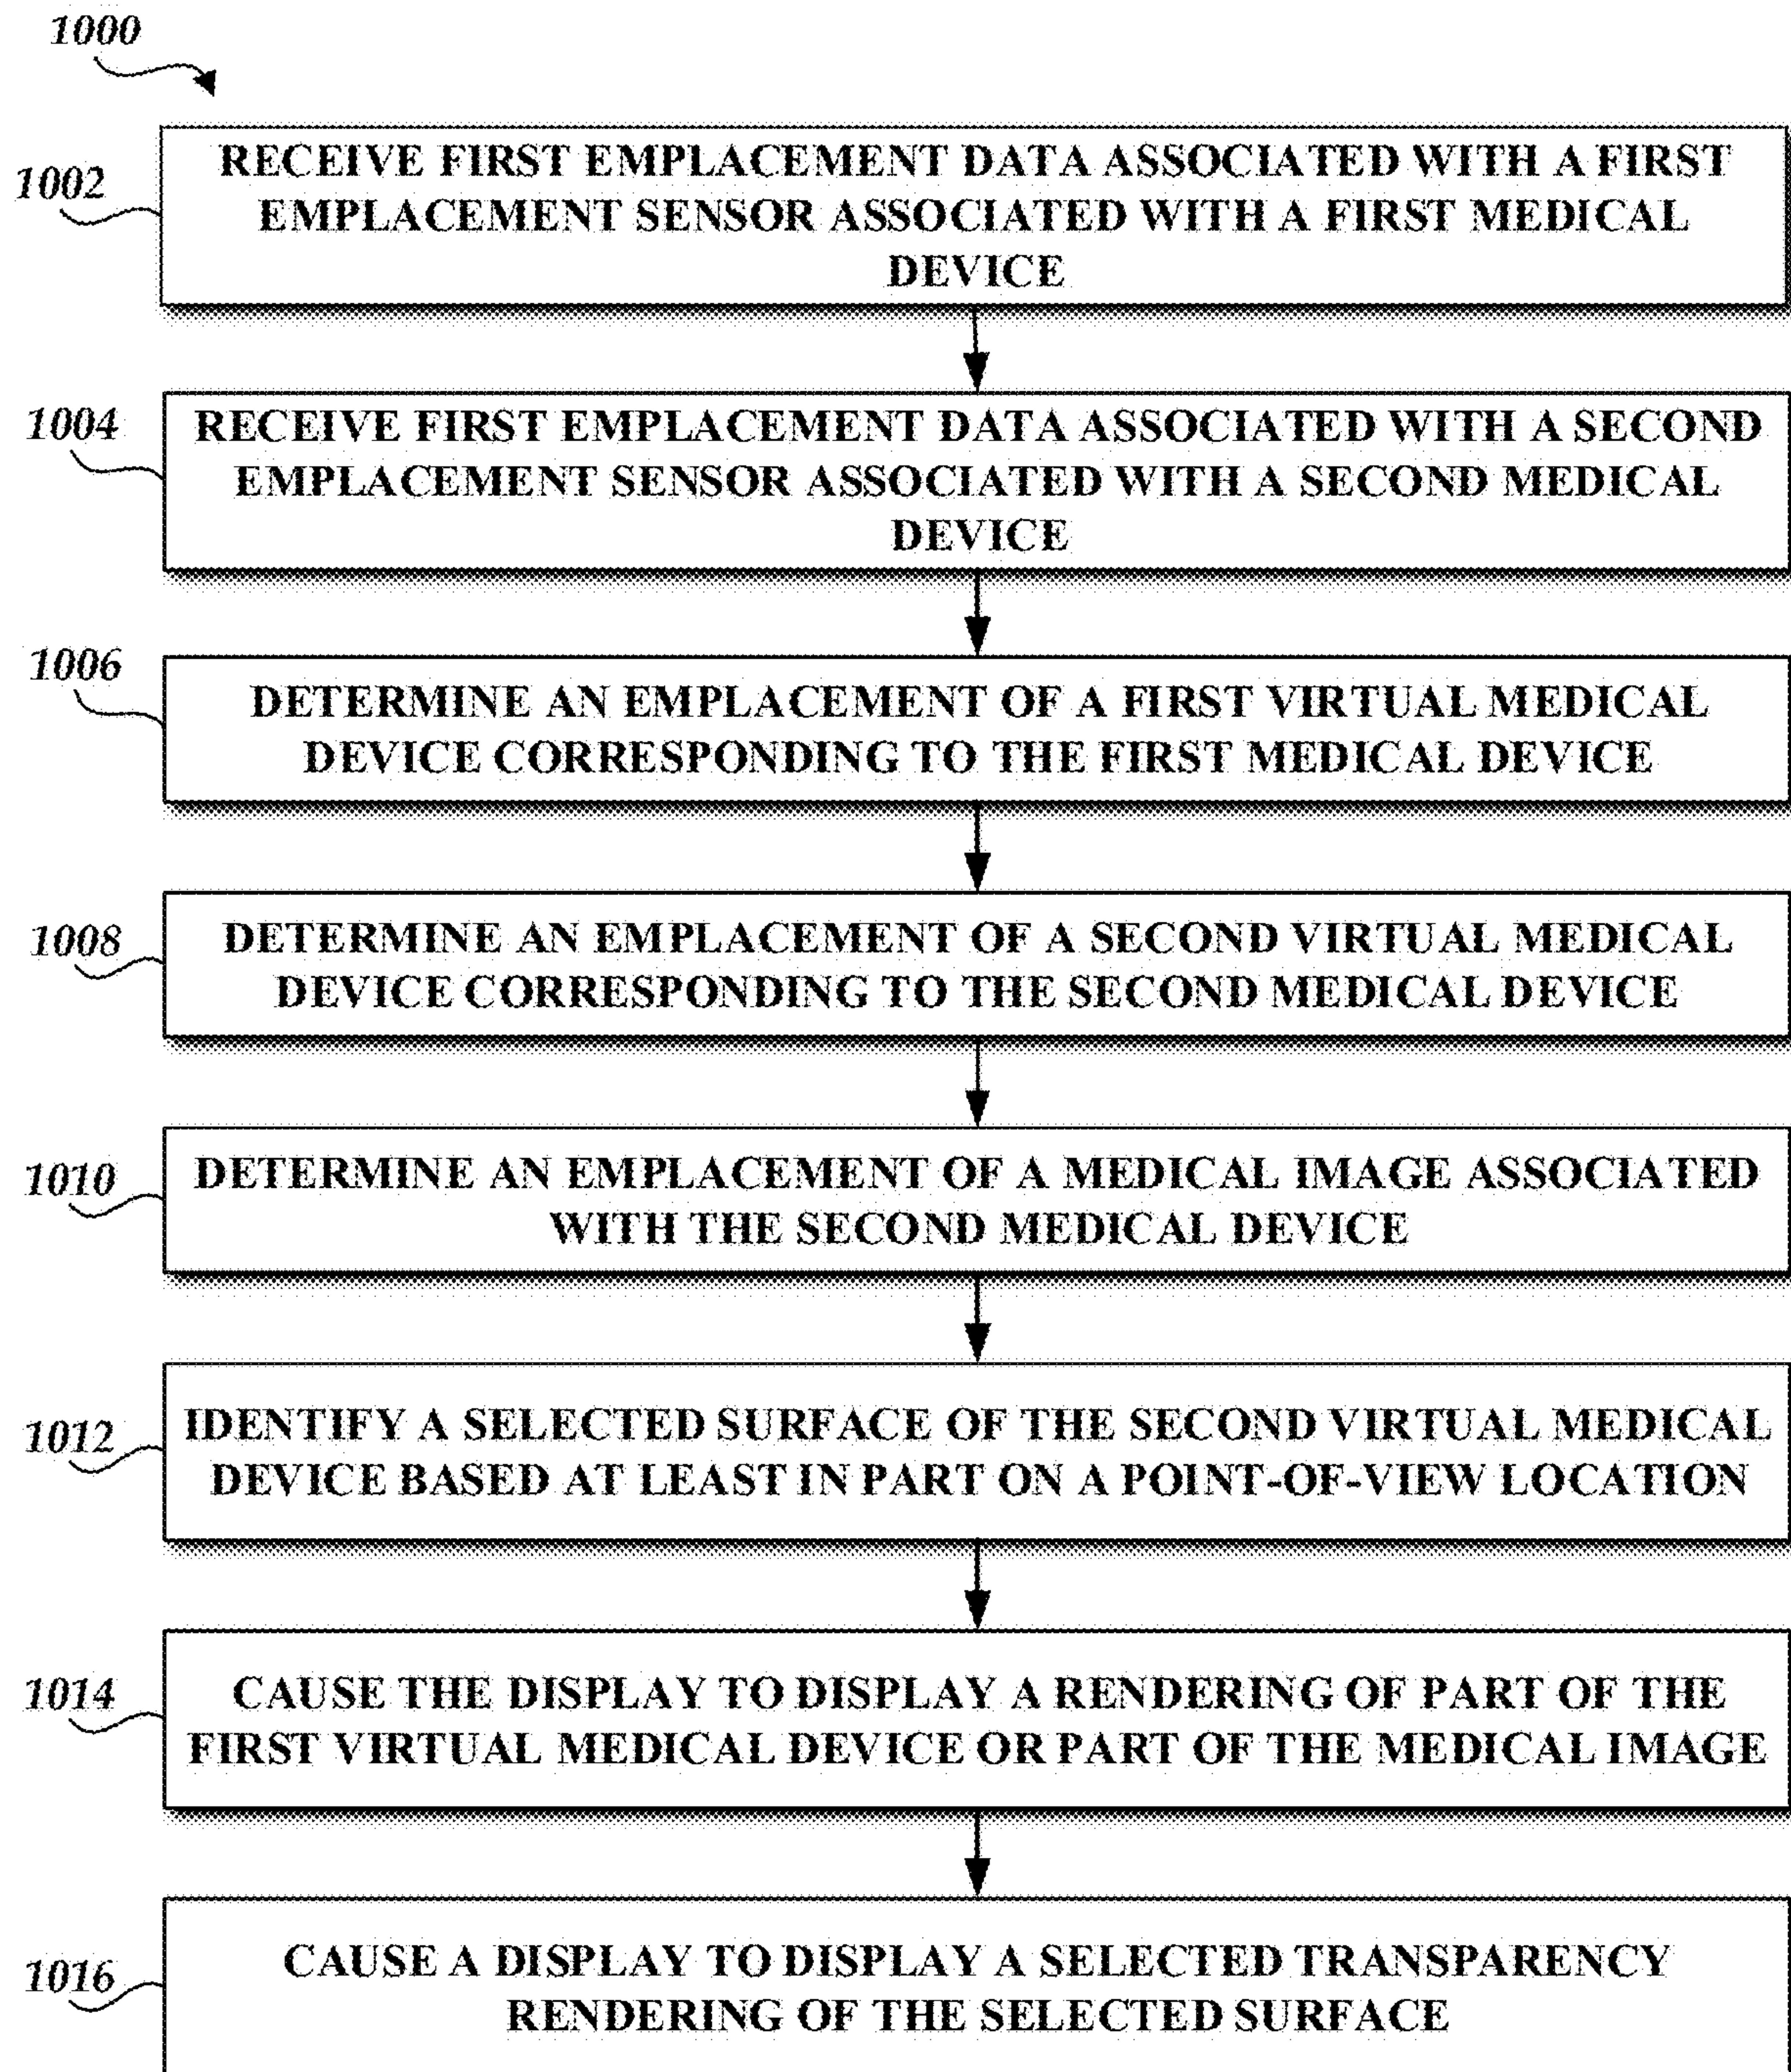 1000
1002
RECEIVE FIRST EMPLACEMENT DATA ASSOCIATED WITH A FIRST
EMPLACEMENT SENSOR ASSOCIATED WITH A FIRST MEDICAL
DEVICE
1004
RECEIVE FIRST EMPLACEMENT DATA ASSOCIATED WITH A SECOND
EMPLACEMENT SENSOR ASSOCIATED WITH A SECOND MEDICAL
DEVICE
1006
DETERMINE AN EMPLACEMENT OF A FIRST VIRTUAL MEDICAL
DEVICE CORRESPONDING TO THE FIRST MEDICAL DEVICE
1008
DETERMINE AN EMPLACEMENT OF A SECOND VIRTUAL MEDICAL
DEVICE CORRESPONDING TO THE SECOND MEDICAL DEVICE
1010
DETERMINE AN EMPLACEMENT OF A MEDICAL IMAGE ASSOCIATED
WITH THE SECOND MEDICAL DEVICE
1012
IDENTIFY A SELECTED SURFACE OF THE SECOND VIRTUAL MEDICAL
DEVICE BASED AT LEAST IN PART ON A POINT-OF-VIEW LOCATION
1014
CAUSE THE DISPLAY TO DISPLAY A RENDERING OF PART OF THE
FIRST VIRTUAL MEDICAL DEVICE OR PART OF THE MEDICAL IMAGE
1016
CAUSE A DISPLAY TO DISPLAY A SELECTED TRANSPARENCY
RENDERING OF THE SELECTED SURFACE